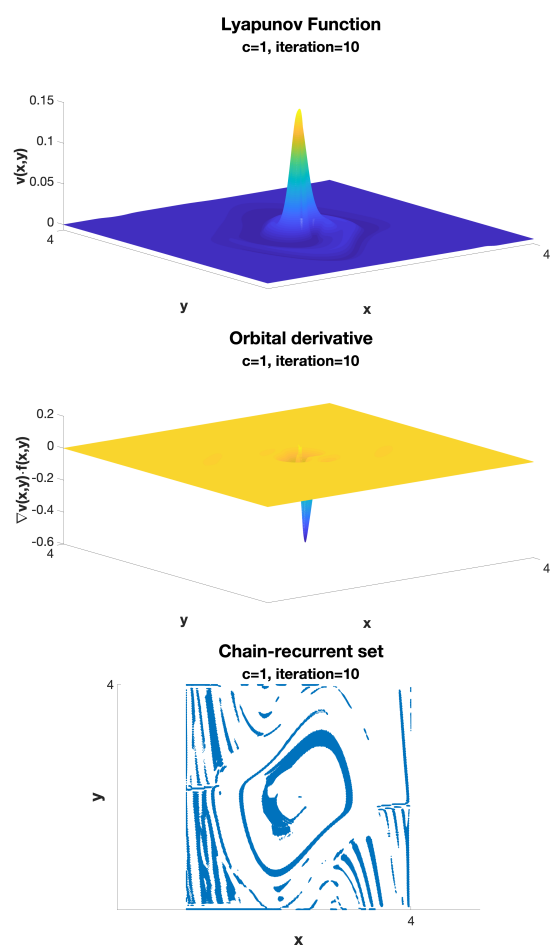 Lyapunov Function
c=1, iteration=10
0.15
0.1
0.05
0
4
v(x,y)
y
x
4
Orbital derivative
c=1, iteration=10
0.2
0
-0.2
-0.4
-0.6
4
∇v(x,y)·f(x,y)
y
x
4
Chain-recurrent set
c=1, iteration=10
4
y
4
x